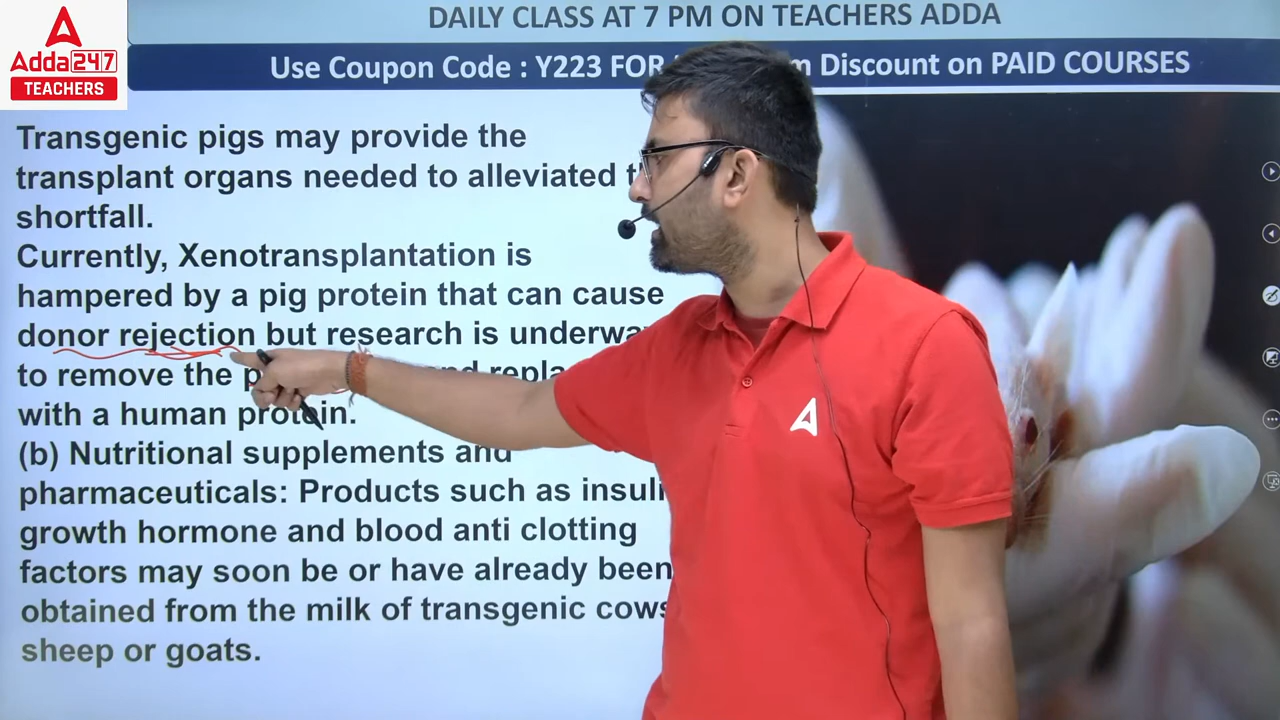 DAILY CLASS AT 7 PM ON TEACHERS ADDA
Adda247
TEACHERS
Use Coupon Code : Y223 FOR Discount on PAID COURSES
Transgenic pigs may provide the
transplant organs needed to alleviated
shortfall.
Currently, Xenotransplantation is
hampered by a pig protein that can cause
donor rejection but research is
to remove the
with a human protein.
(b) Nutritional supplements and
pharmaceuticals: Products such as
growth hormone and blood anti clotting
factors may soon be or have already been
obtained from the milk of transgenic cows
sheep or goats.